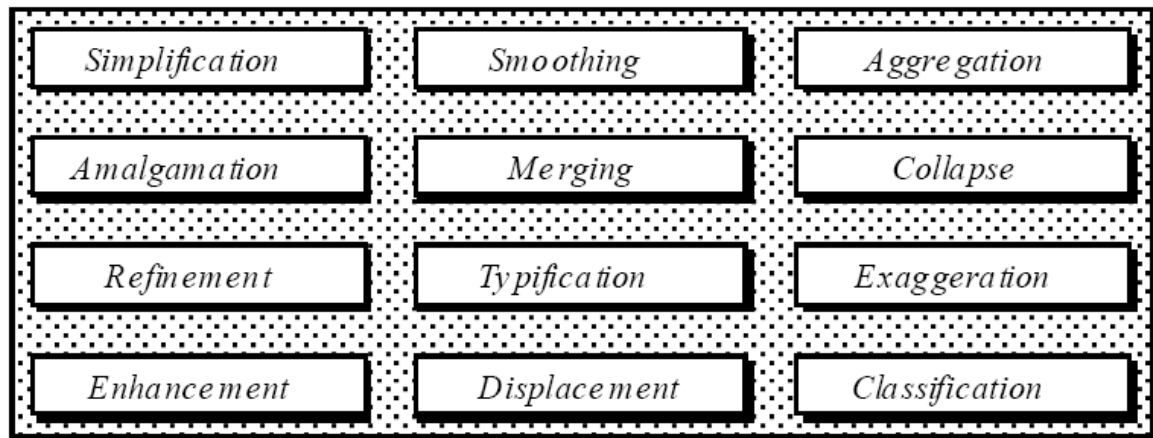 Simplification Smoothing Aggregation
Amalgamation Merging Collapse
Refinement Typification Exaggeration
Enhancement Displacement Classification